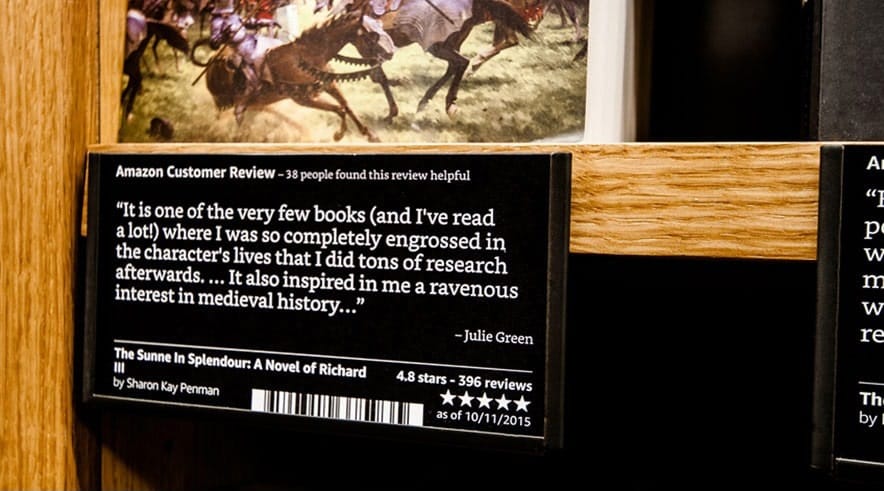 Amazon Customer Review – 38 people found this review helpful
“It is one of the very few books (and I've read
a lot!) where I was so completely engrossed in
the character's lives that I did tons of research
afterwards. ... It also inspired in me a ravenous
interest in medieval history...”
– Julie Green
The Sunne In Splendour: A Novel of Richard
III
by Sharon Kay Penman
4.8 stars - 396 reviews
as of 10/11/2015
Th
by